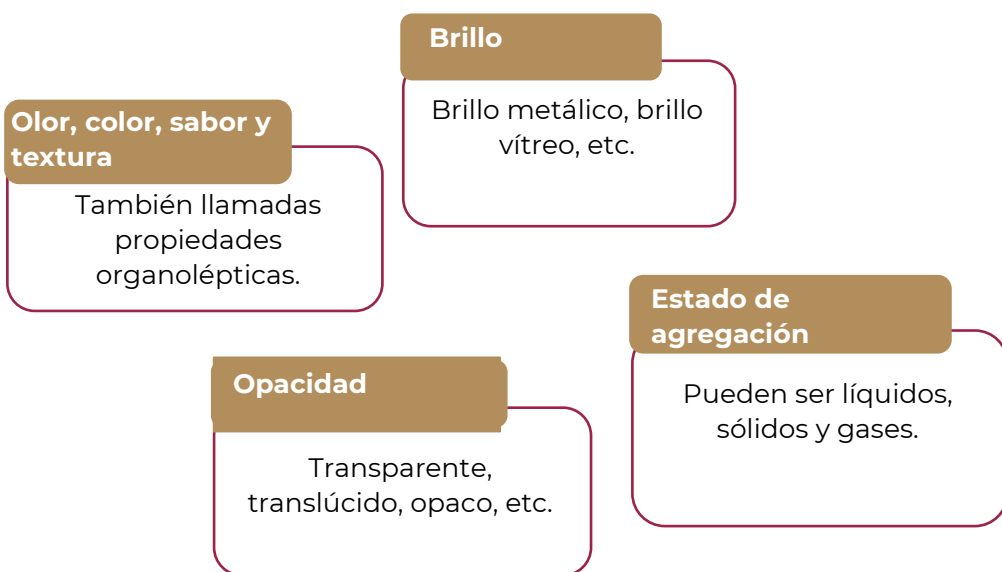 Brillo
Brillo metálico, brillo
vítreo, etc.
Olor, color, sabor y
textura
También llamadas
propiedades
organolépticas.
Estado de
agregación
Pueden ser líquidos,
sólidos y gases.
Opacidad
Transparente,
translúcido, opaco, etc.